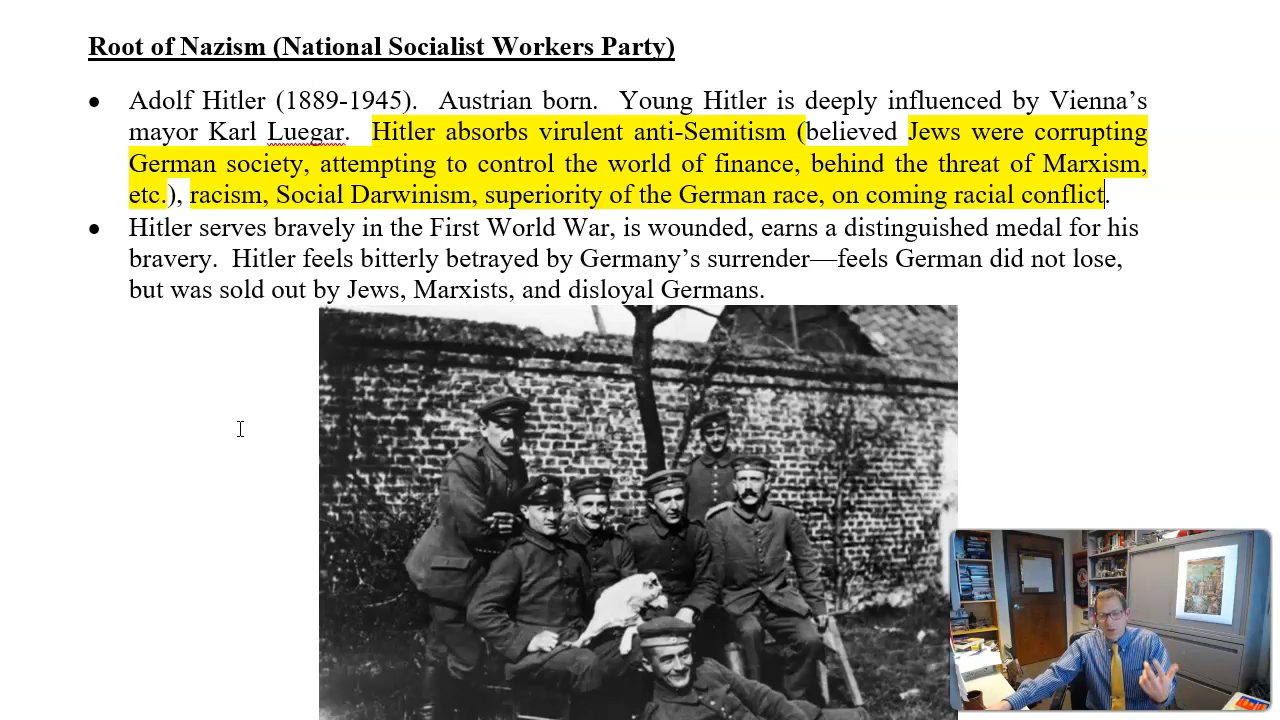 Root of Nazism (National Socialist Workers Party)
● Adolf Hitler (1889-1945). Austrian born. Young Hitler is deeply influenced by Vienna’s
mayor Karl Luegar. Hitler absorbs virulent anti-Semitism (believed Jews were corrupting
German society, attempting to control the world of finance, behind the threat of Marxism,
etc.), racism, Social Darwinism, superiority of the German race, on coming racial conflict.
● Hitler serves bravely in the First World War, is wounded, earns a distinguished medal for his
bravery. Hitler feels bitterly betrayed by Germany’s surrender—feels German did not lose,
but was sold out by Jews, Marxists, and disloyal Germans.